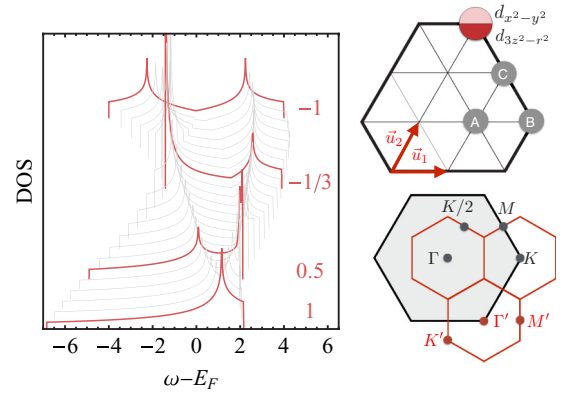 DOS
−1
−1/3
0.5
1
−6 −4 −2 0 2 4 6
ω−E_F
d_{x²−y²}
d_{3z²−r²}
C
A
B
u⃗₂
u⃗₁
K/2
M
Γ
K
Γ′
M′
K′